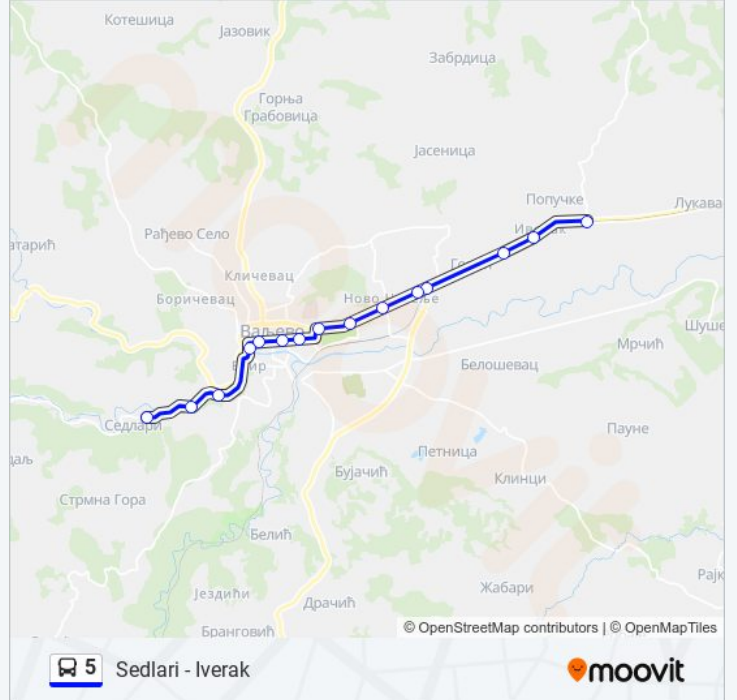 Котешица
Јазовик
Забрдица
Горња
Грабовица
Јасеница
Попучке
Лукава
Рађево Село
Кличевац
Боричевац
Ново
Ваљево
Шуше
Мрчић
Белошевац
Седлари
Пауне
Петница
Бујачић
Клинци
Стрмна Гора
Белић
Јездићи
Жабари
Рајк
Драчић
Бранговић
© OpenStreetMap contributors | © OpenMapTiles
5 Sedlari - Iverak
moovit